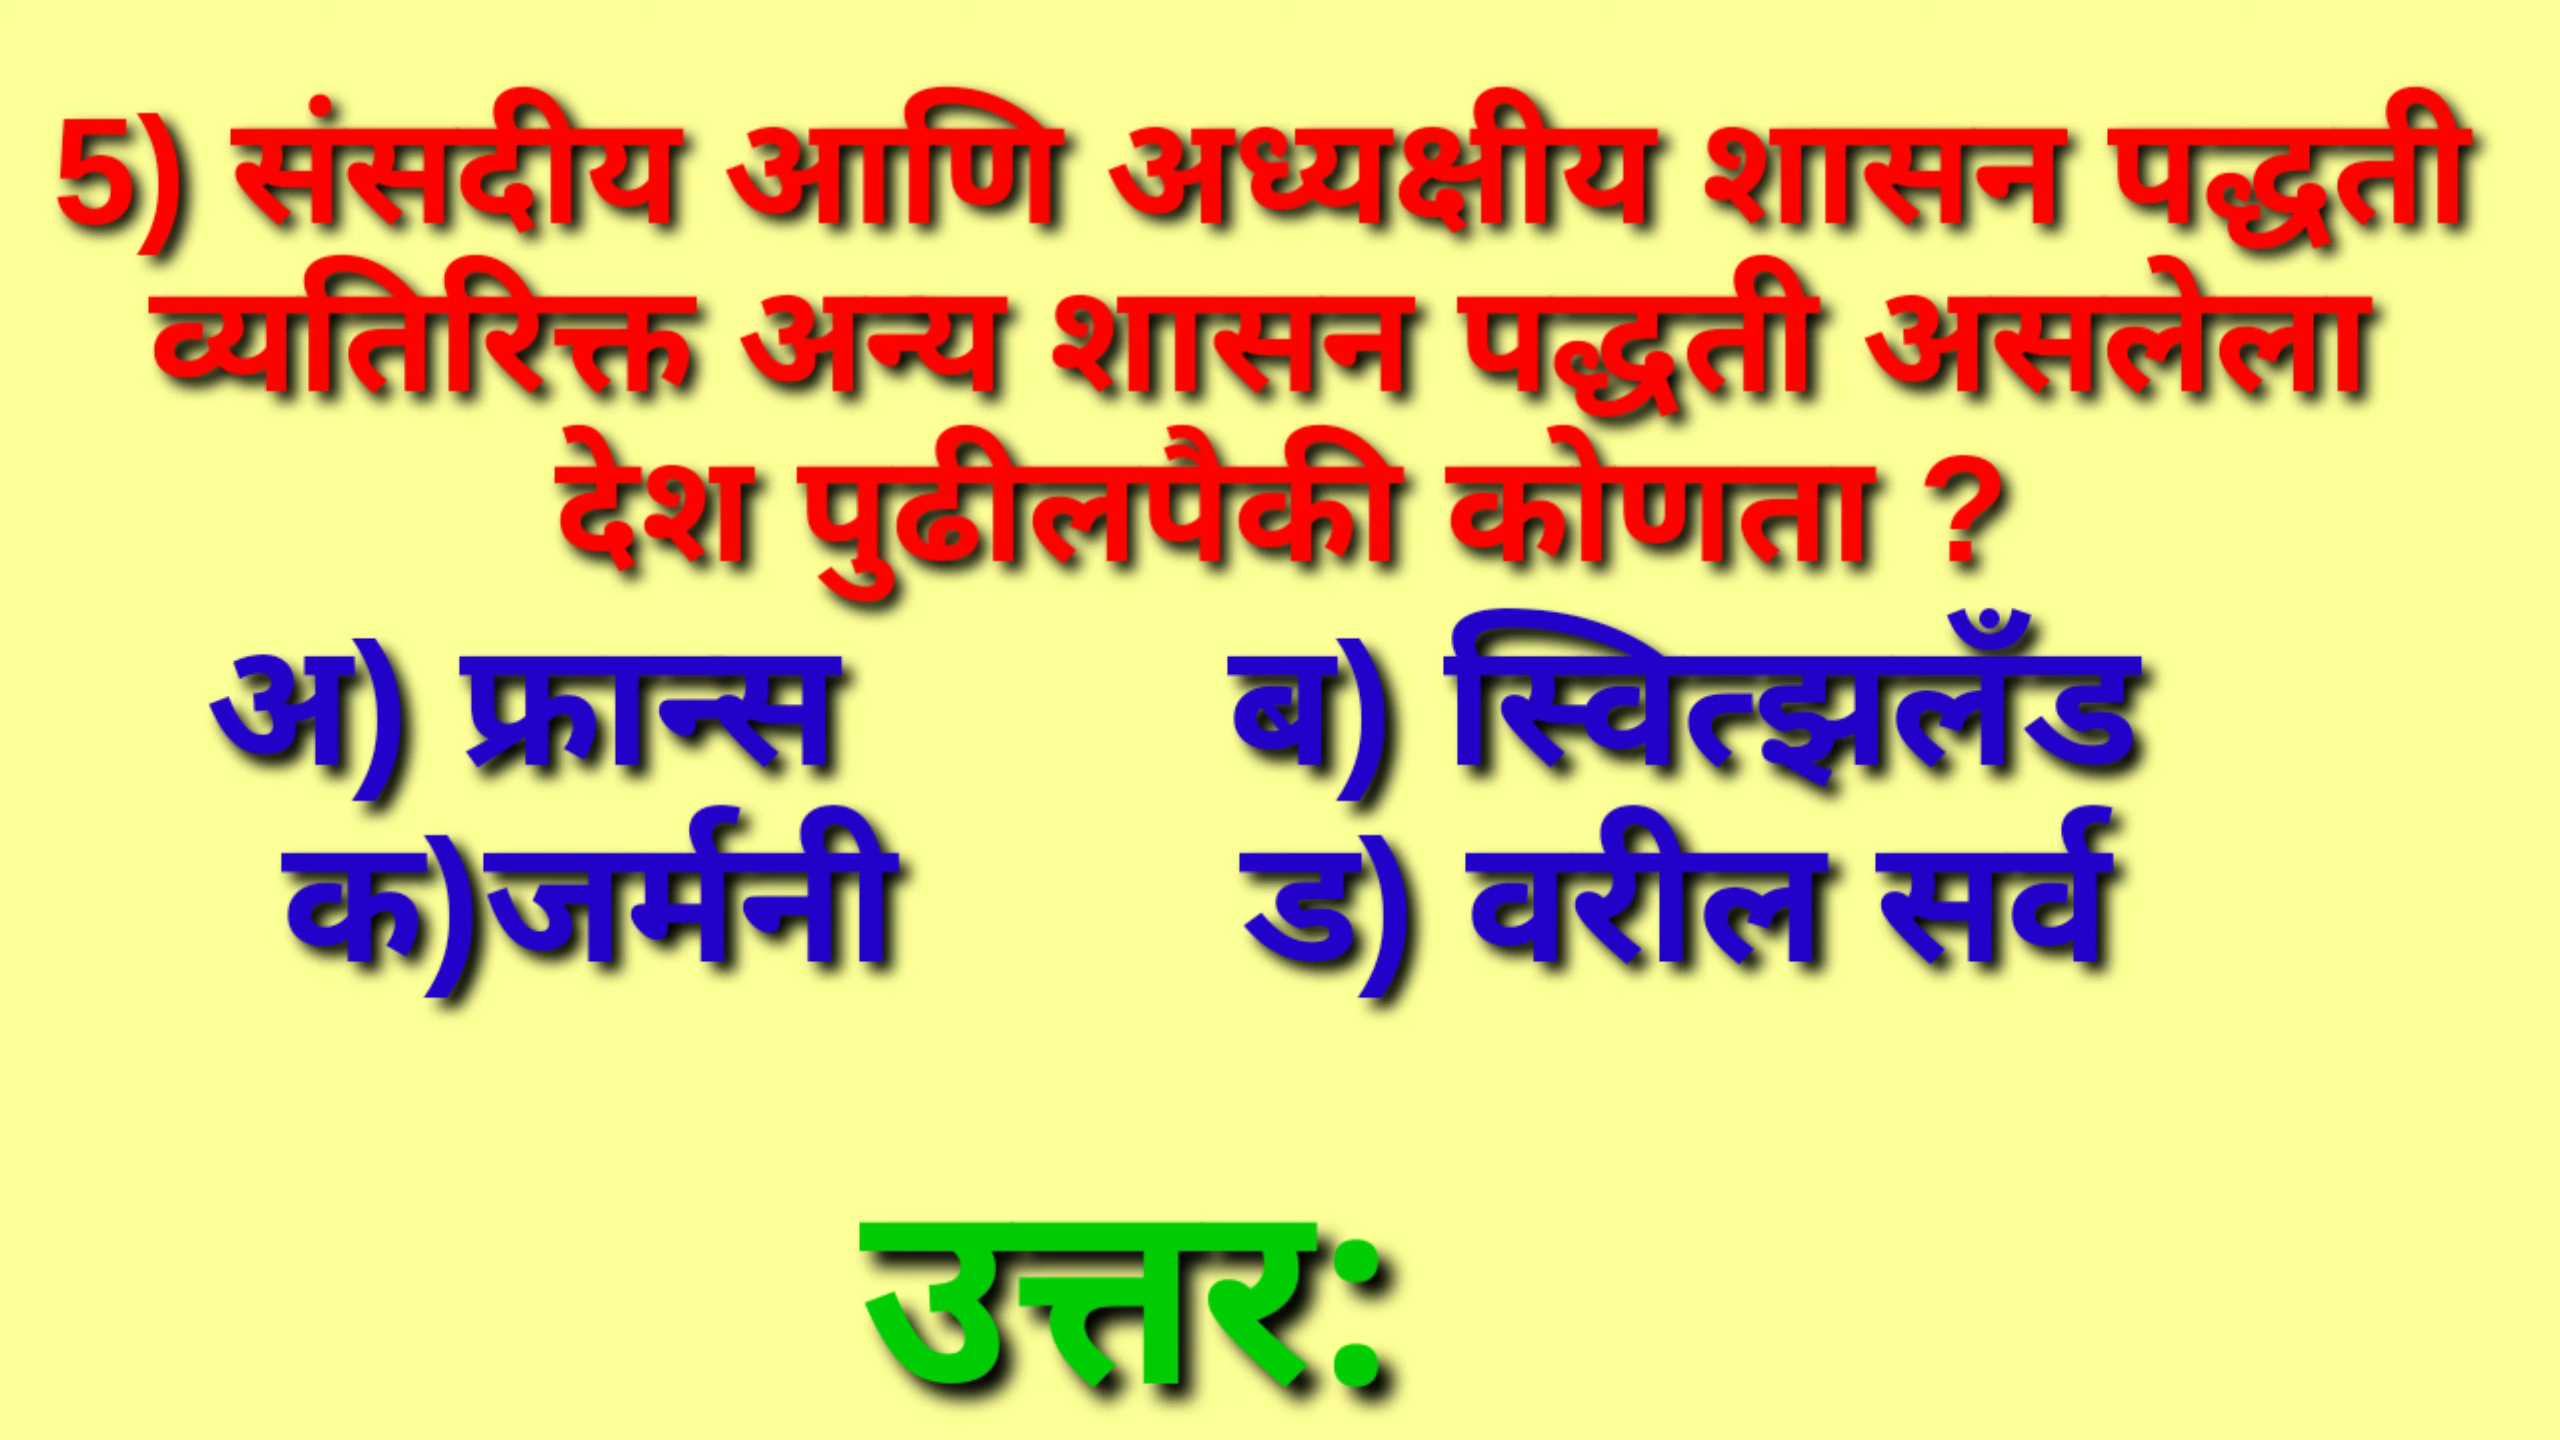 5) संसदीय आणि अध्यक्षीय शासन पद्धती
व्यतिरिक्त अन्य शासन पद्धती असलेला
देश पुढीलपैकी कोणता ?
अ) फ्रान्स ब) स्वित्झलँड
क)जर्मनी ड) वरील सर्व
उत्तर: